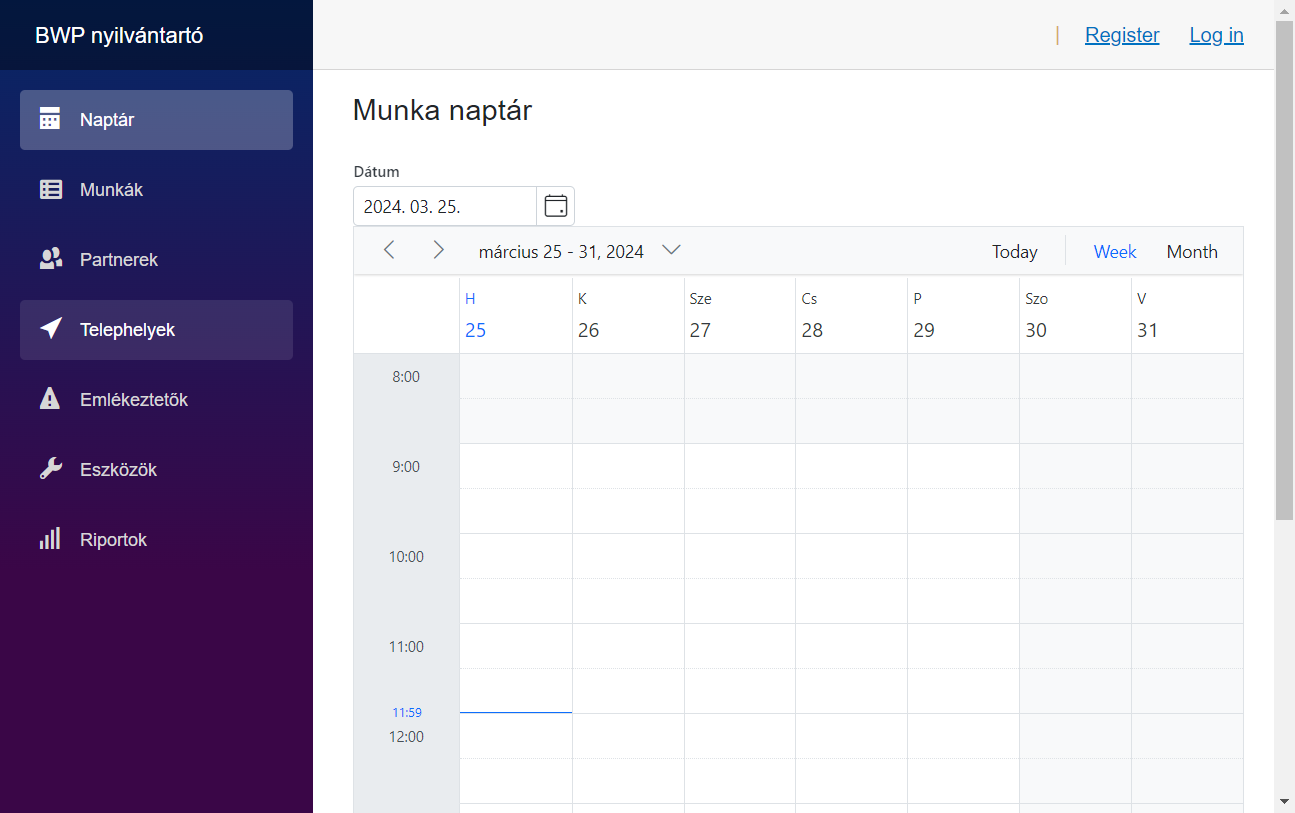 BWP nyilvántartó
| Register Log in
Naptár
Munkák
Partnerek
Telephelyek
Emlékeztetők
Eszközök
Riportok
Munka naptár
Dátum
2024. 03. 25.
március 25 - 31, 2024 Today Week Month
H K Sze Cs P Szo V
25 26 27 28 29 30 31
8:00
9:00
10:00
11:00
11:59
12:00